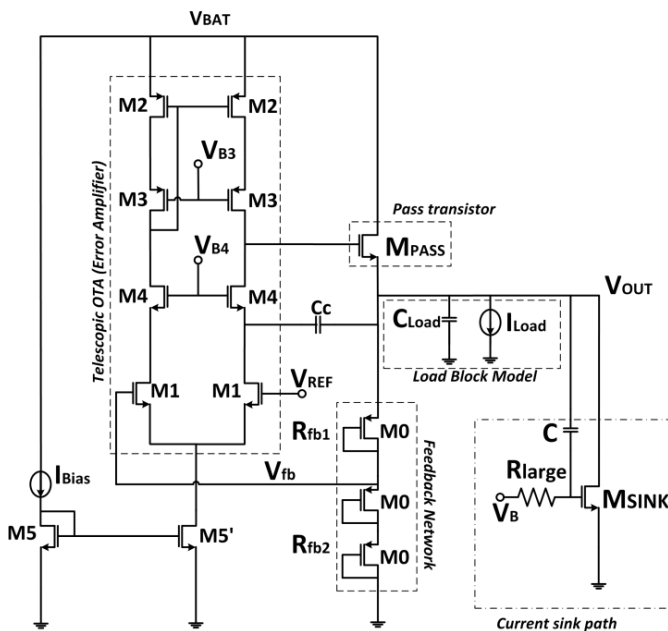 VBAT
M2
M2
VB3
M3
M3
Pass transistor
MPASS
VB4
M4
M4
Cc
VOUT
CLoad
ILoad
Load Block Model
Telescopic OTA (Error Amplifier)
M1
M1
VREF
Rfb1
M0
C
Rlarge
IBias
Vfb
M0
VB
MSINK
M5
M5'
Rfb2
M0
Feedback Network
Current sink path